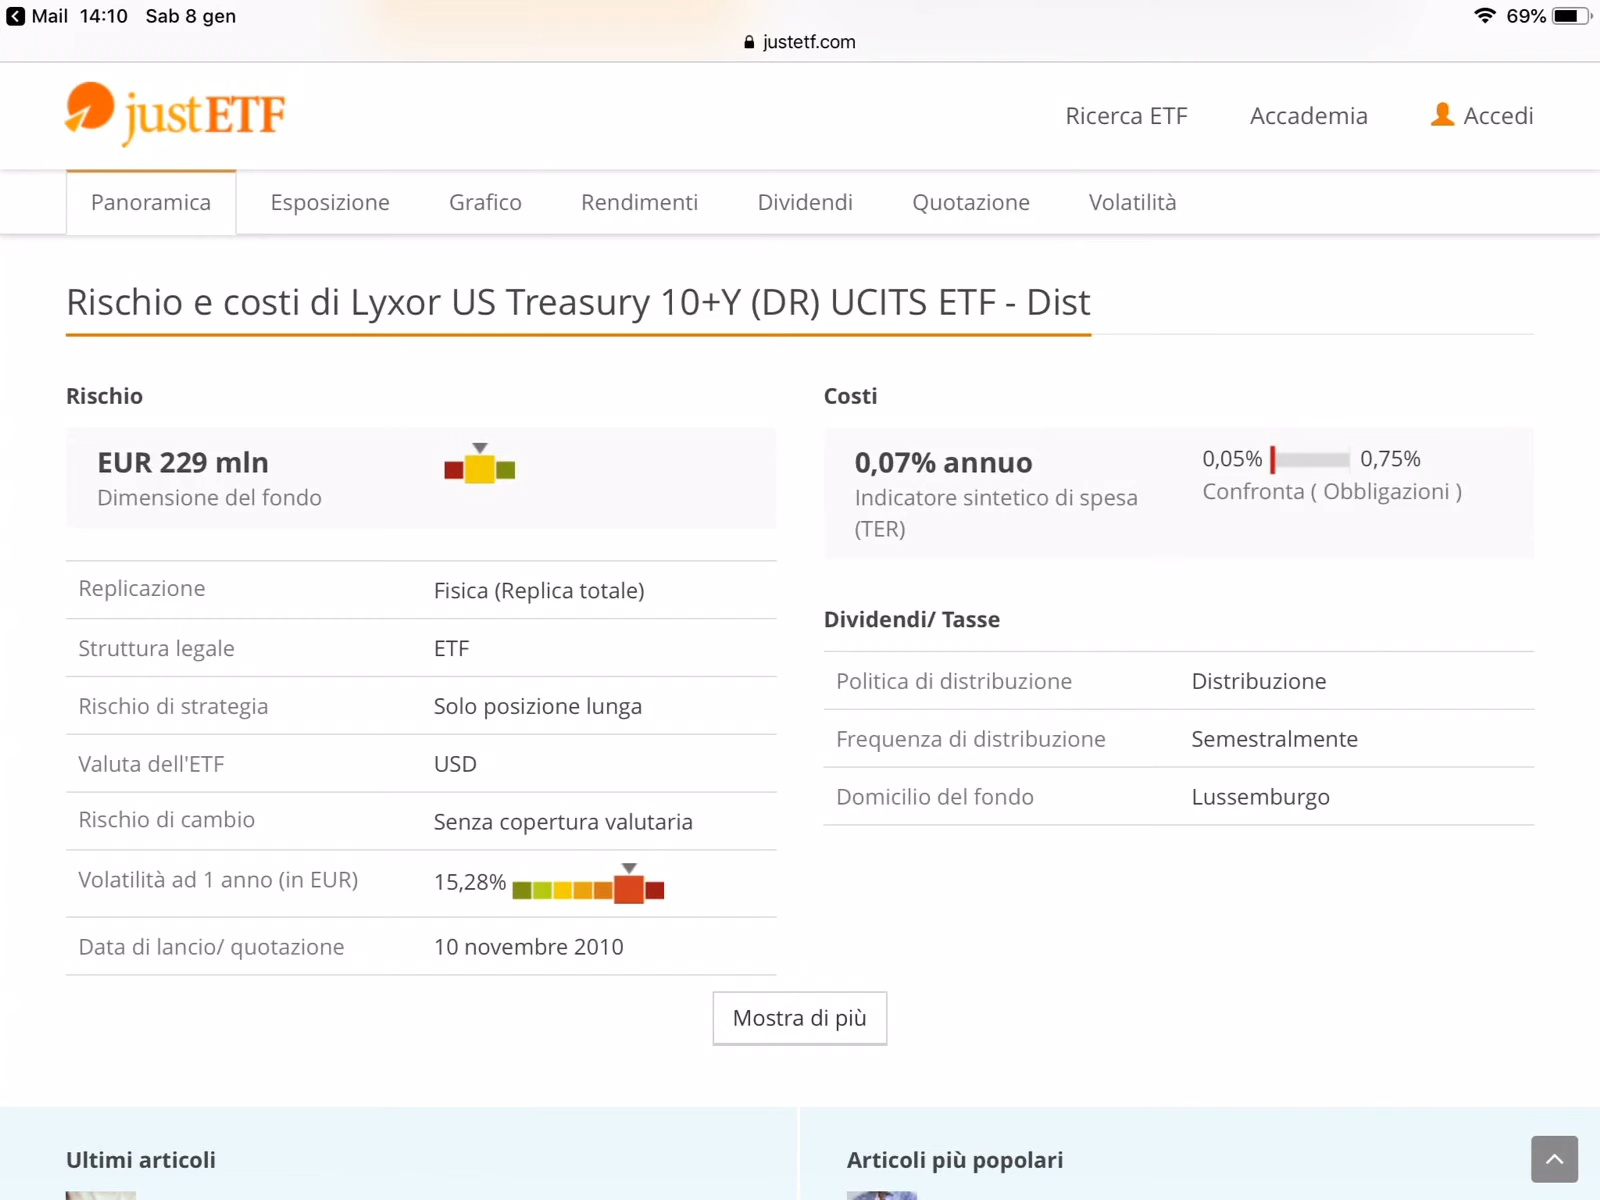 Mail 14:10 Sab 8 gen
69%
justetf.com
justETF
Ricerca ETF
Accademia
Accedi
Panoramica
Esposizione
Grafico
Rendimenti
Dividendi
Quotazione
Volatilità
Rischio e costi di Lyxor US Treasury 10+Y (DR) UCITS ETF - Dist
Rischio
EUR 229 mln
Dimensione del fondo
Replicazione Fisica (Replica totale)
Struttura legale ETF
Rischio di strategia Solo posizione lunga
Valuta dell'ETF USD
Rischio di cambio Senza copertura valutaria
Volatilità ad 1 anno (in EUR) 15,28%
Data di lancio/ quotazione 10 novembre 2010
Costi
0,07% annuo
Indicatore sintetico di spesa
(TER)
0,05% 0,75%
Confronta ( Obbligazioni )
Dividendi/ Tasse
Politica di distribuzione Distribuzione
Frequenza di distribuzione Semestralmente
Domicilio del fondo Lussemburgo
Mostra di più
Ultimi articoli
Articoli più popolari